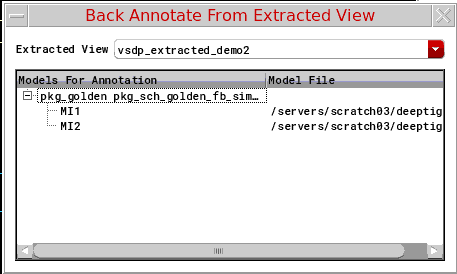 Back Annotate From Extracted View
Extracted View vsdp_extracted_demo2
Models For Annotation Model File
pkg_golden pkg_sch_golden_fb_sim...
MI1 /servers/scratch03/deeptig
MI2 /servers/scratch03/deeptig